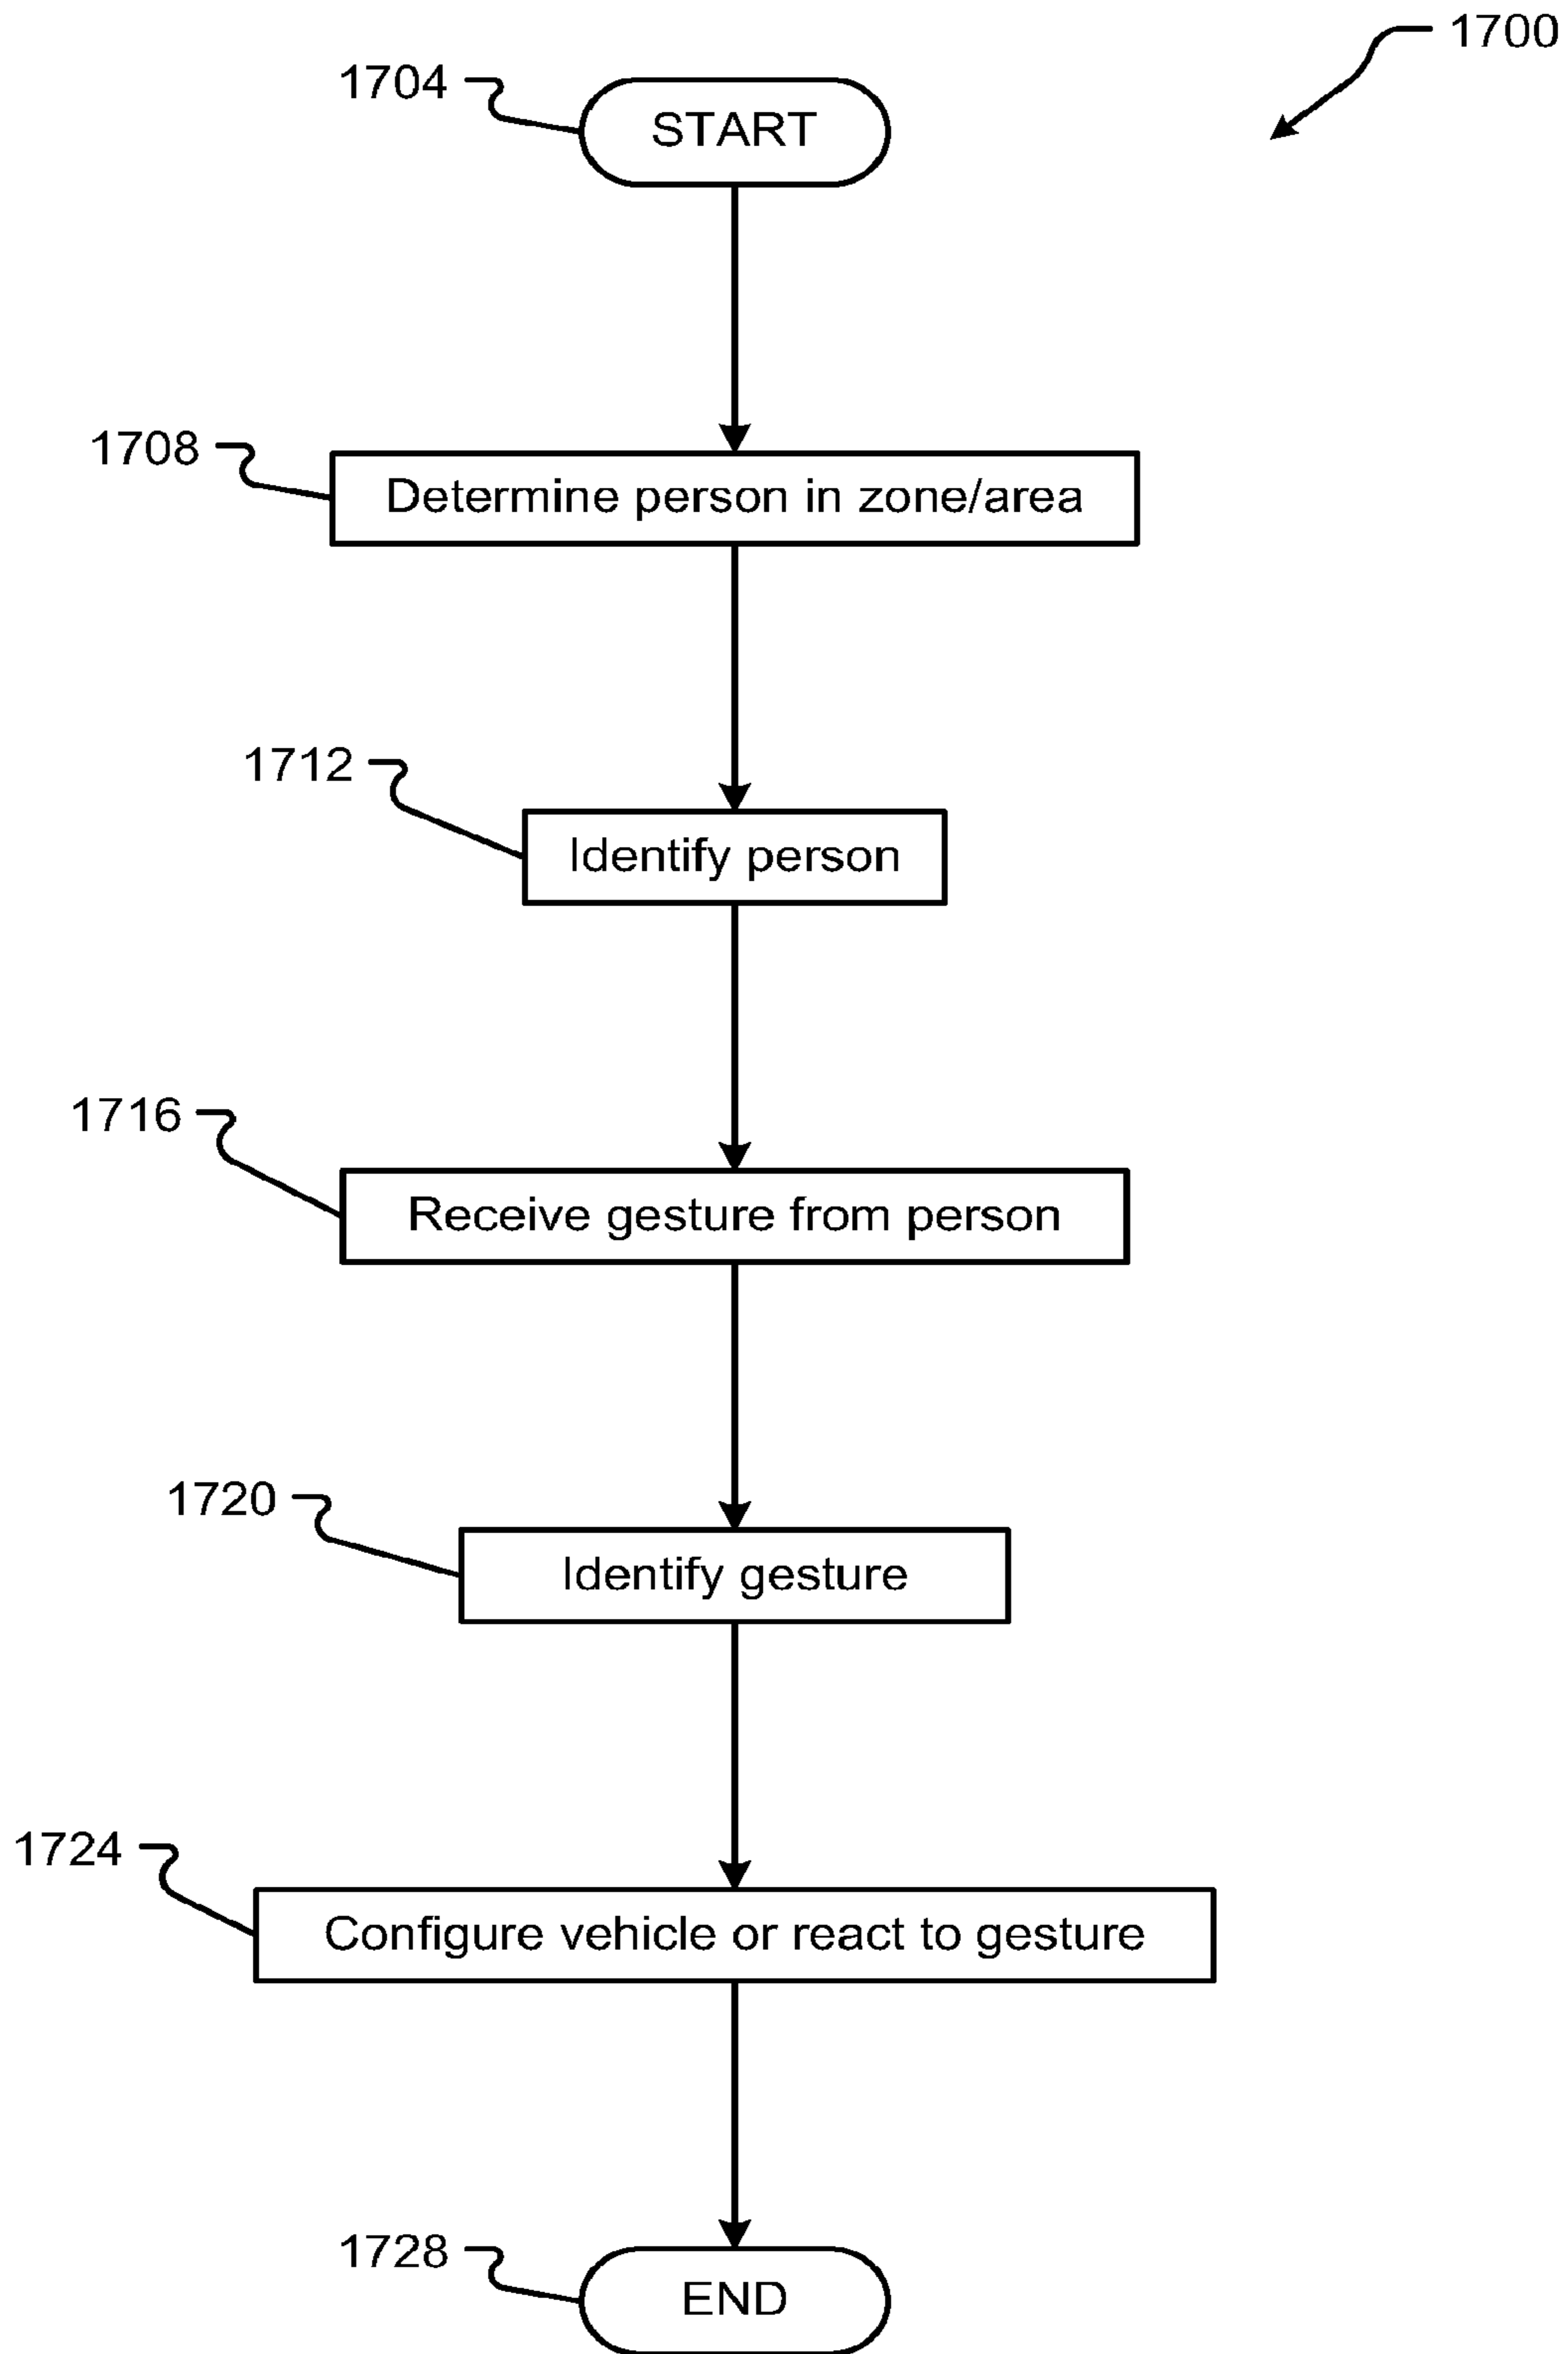 1700
1704
START
1708
Determine person in zone/area
1712
Identify person
1716
Receive gesture from person
1720
Identify gesture
1724
Configure vehicle or react to gesture
1728
END